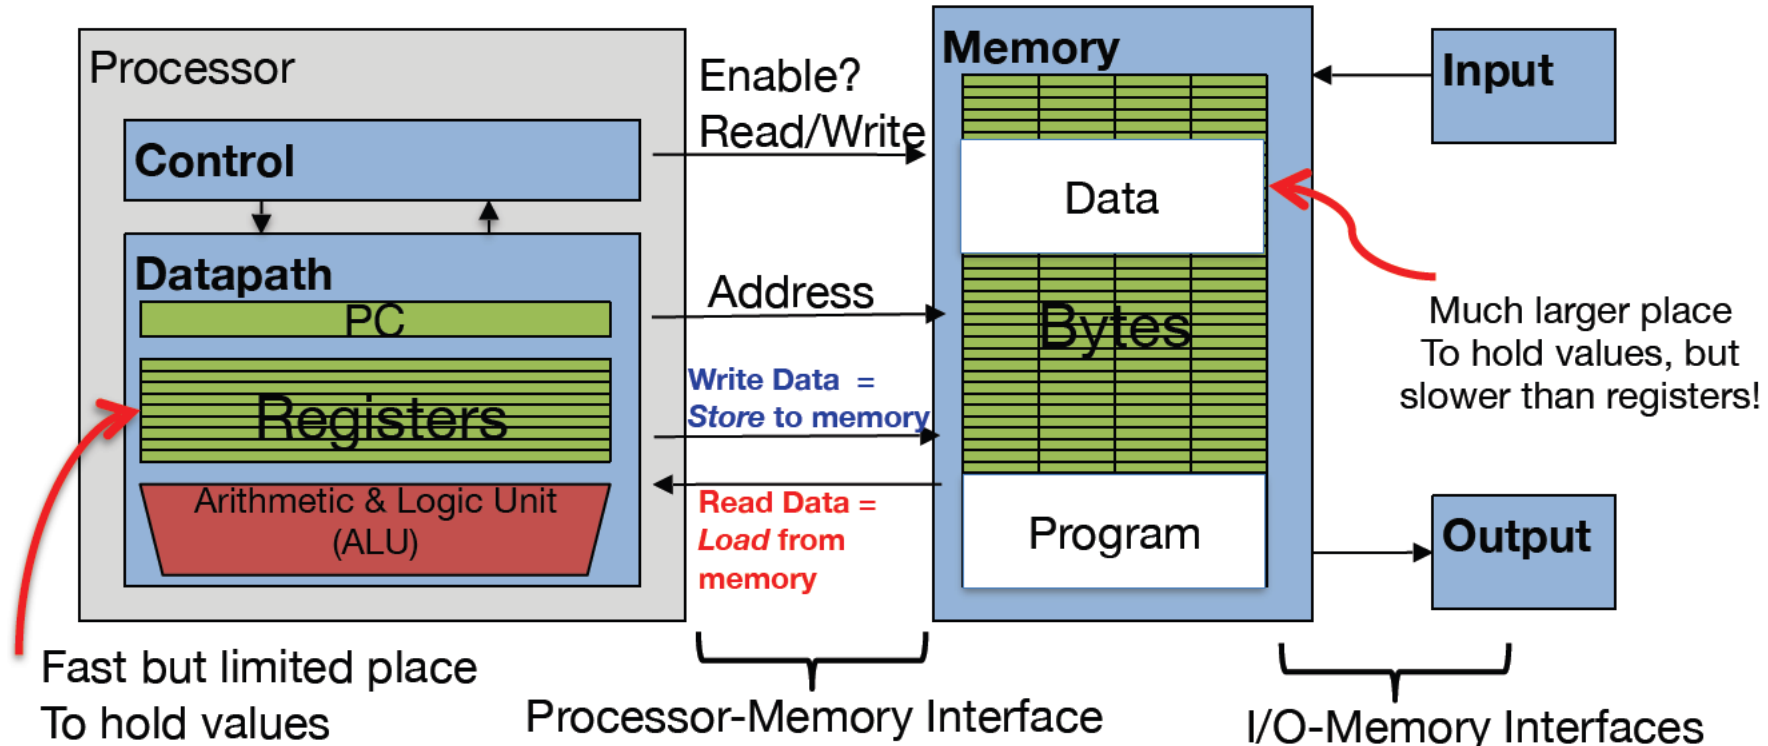 Processor
Control
Datapath
PC
Registers
Arithmetic & Logic Unit
(ALU)
Fast but limited place
To hold values
Enable?
Read/Write
Address
Write Data =
Store to memory
Read Data =
Load from
memory
Processor-Memory Interface
Memory
Data
Bytes
Program
Input
Much larger place
To hold values, but
slower than registers!
Output
I/O-Memory Interfaces